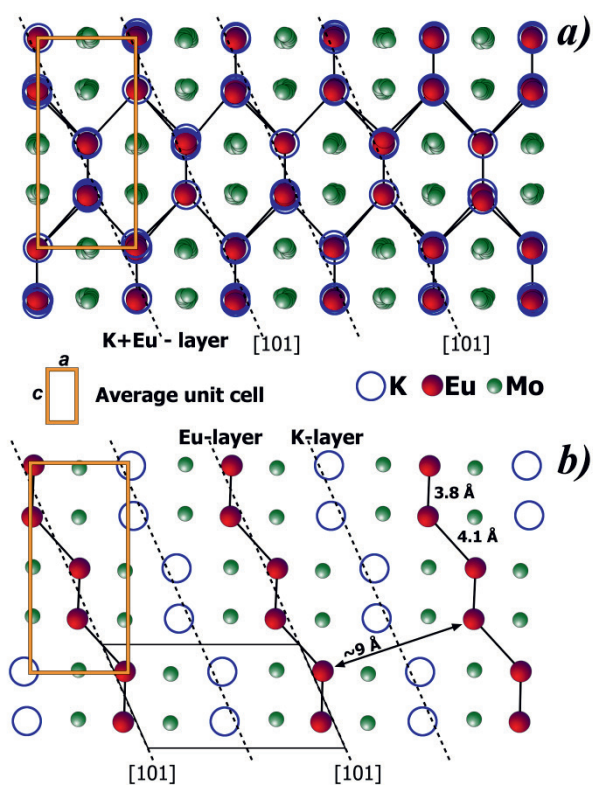 a)
K+Eu - layer
[101]
[101]
a
c
Average unit cell
K
Eu
Mo
Eu-layer
K-layer
b)
3.8 Å
4.1 Å
~9 Å
[101]
[101]